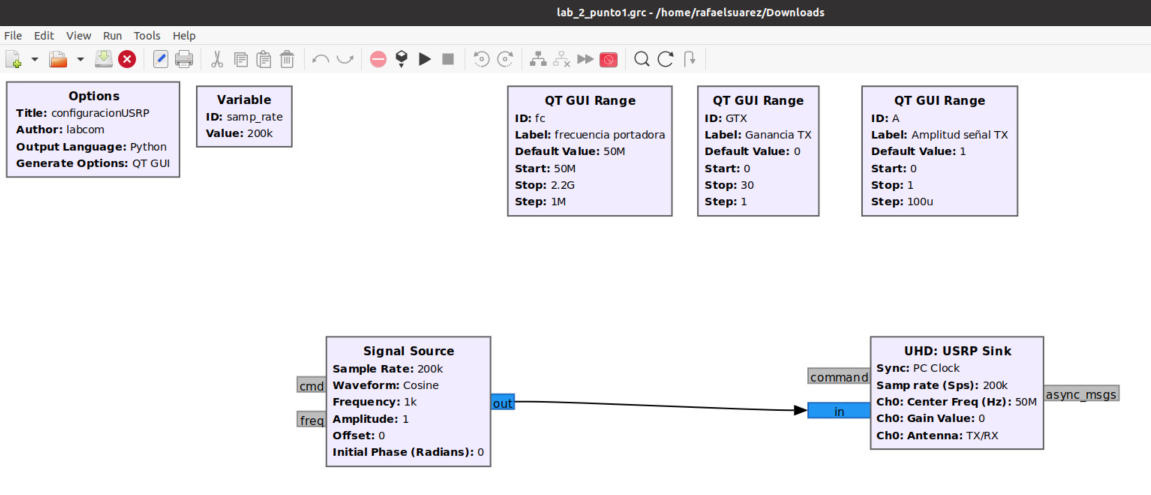 lab_2_punto1.grc - /home/rafaelsuarez/Downloads
File Edit View Run Tools Help
Options
Title: configuracionUSRP
Author: labcom
Output Language: Python
Generate Options: QT GUI
Variable
ID: samp_rate
Value: 200k
QT GUI Range
ID: fc
Label: frecuencia portadora
Default Value: 50M
Start: 50M
Stop: 2.2G
Step: 1M
QT GUI Range
ID: GTX
Label: Ganancia TX
Default Value: 0
Start: 0
Stop: 30
Step: 1
QT GUI Range
ID: A
Label: Amplitud señal TX
Default Value: 1
Start: 0
Stop: 1
Step: 100u
Signal Source
Sample Rate: 200k
Waveform: Cosine
Frequency: 1k
Amplitude: 1
Offset: 0
Initial Phase (Radians): 0
cmd
freq
out
UHD: USRP Sink
Sync: PC Clock
Samp rate (Sps): 200k
Ch0: Center Freq (Hz): 50M
Ch0: Gain Value: 0
Ch0: Antenna: TX/RX
command
in
async_msgs